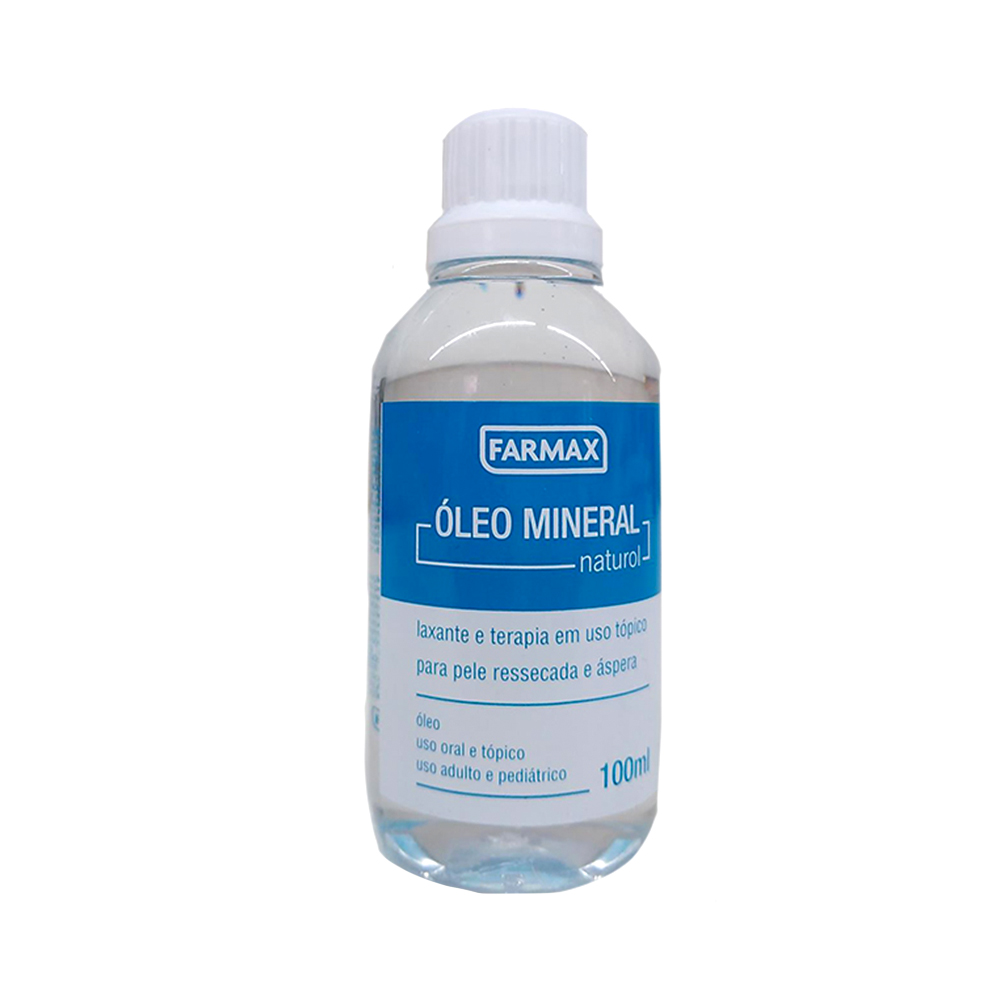 FARMAX
ÓLEO MINERAL
naturol
laxante e terapia em uso tópico
para pele ressecada e áspera
óleo
uso oral e tópico
uso adulto e pediátrico
100ml